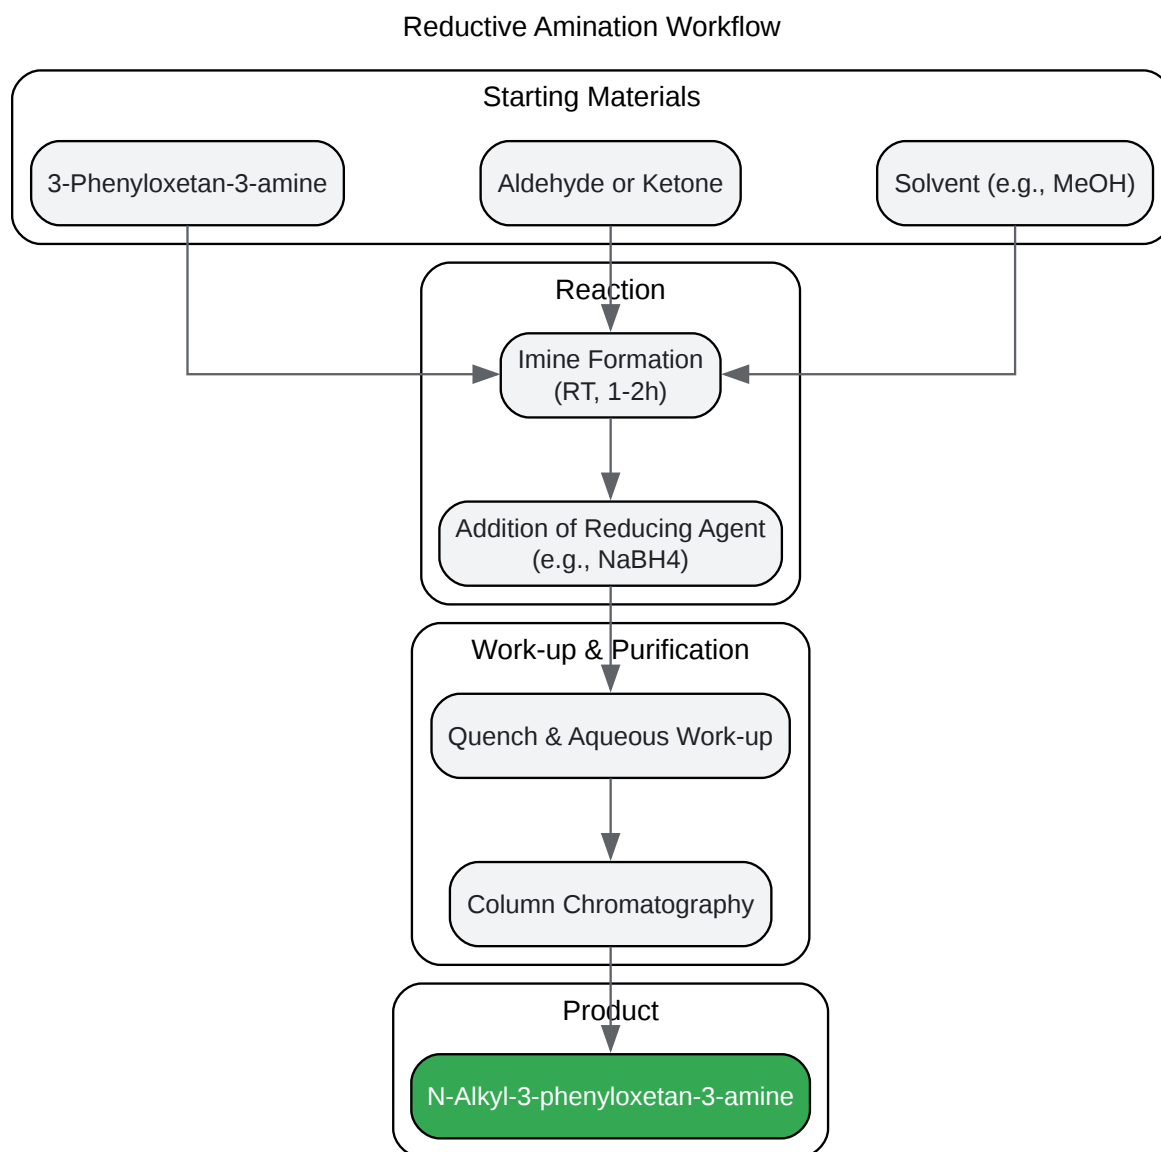 Reductive Amination Workflow
Starting Materials
3-Phenyloxetan-3-amine
Aldehyde or Ketone
Solvent (e.g., MeOH)
Reaction
Imine Formation
(RT, 1-2h)
Addition of Reducing Agent
(e.g., NaBH4)
Work-up & Purification
Quench & Aqueous Work-up
Column Chromatography
Product
N-Alkyl-3-phenyloxetan-3-amine